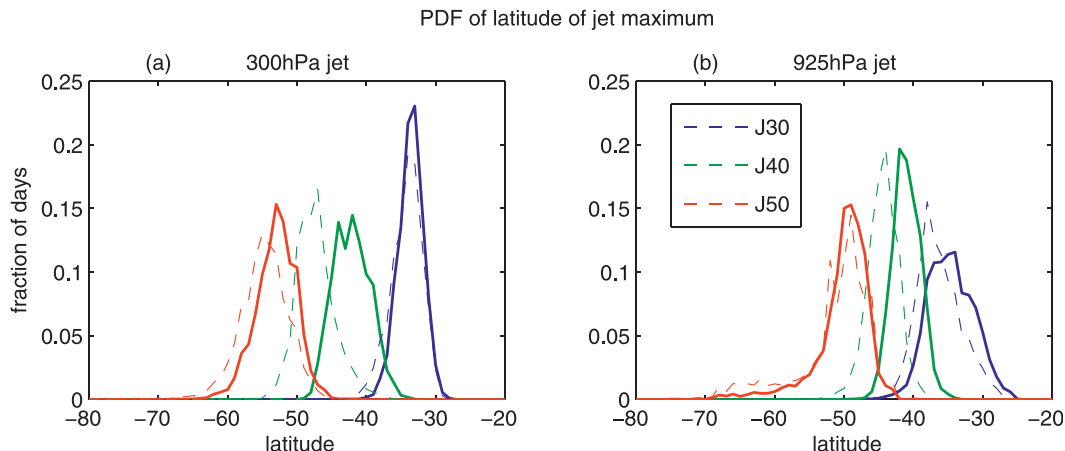 PDF of latitude of jet maximum
(a) 300hPa jet
0.25
0.2
0.15
0.1
0.05
0
−80 −70 −60 −50 −40 −30 −20
latitude
fraction of days
(b) 925hPa jet
0.25
0.2
0.15
0.1
0.05
0
−80 −70 −60 −50 −40 −30 −20
latitude
J30
J40
J50